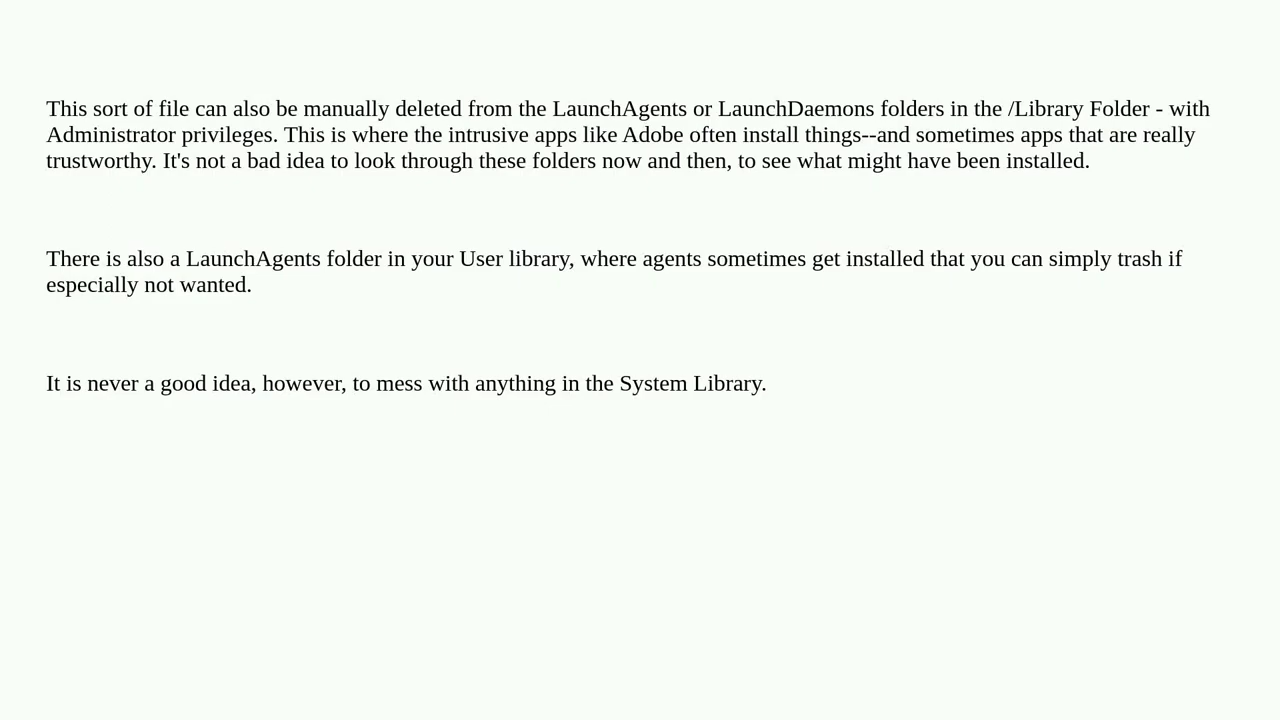 This sort of file can also be manually deleted from the LaunchAgents or LaunchDaemons folders in the /Library Folder - with
Administrator privileges. This is where the intrusive apps like Adobe often install things--and sometimes apps that are really
trustworthy. It's not a bad idea to look through these folders now and then, to see what might have been installed.
There is also a LaunchAgents folder in your User library, where agents sometimes get installed that you can simply trash if
especially not wanted.
It is never a good idea, however, to mess with anything in the System Library.